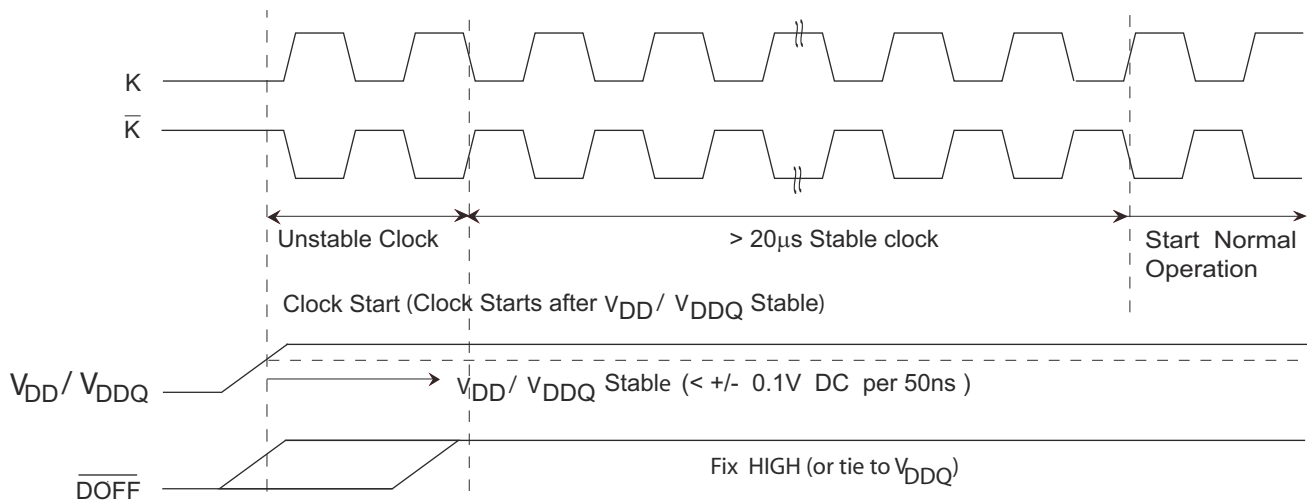 K
K̅
Unstable Clock
> 20μs Stable clock
Start Normal
Operation
Clock Start (Clock Starts after VDD / VDDQ Stable)
VDD / VDDQ
VDD / VDDQ Stable (< +/- 0.1V DC per 50ns )
D̅O̅F̅F̅
Fix HIGH (or tie to VDDQ)